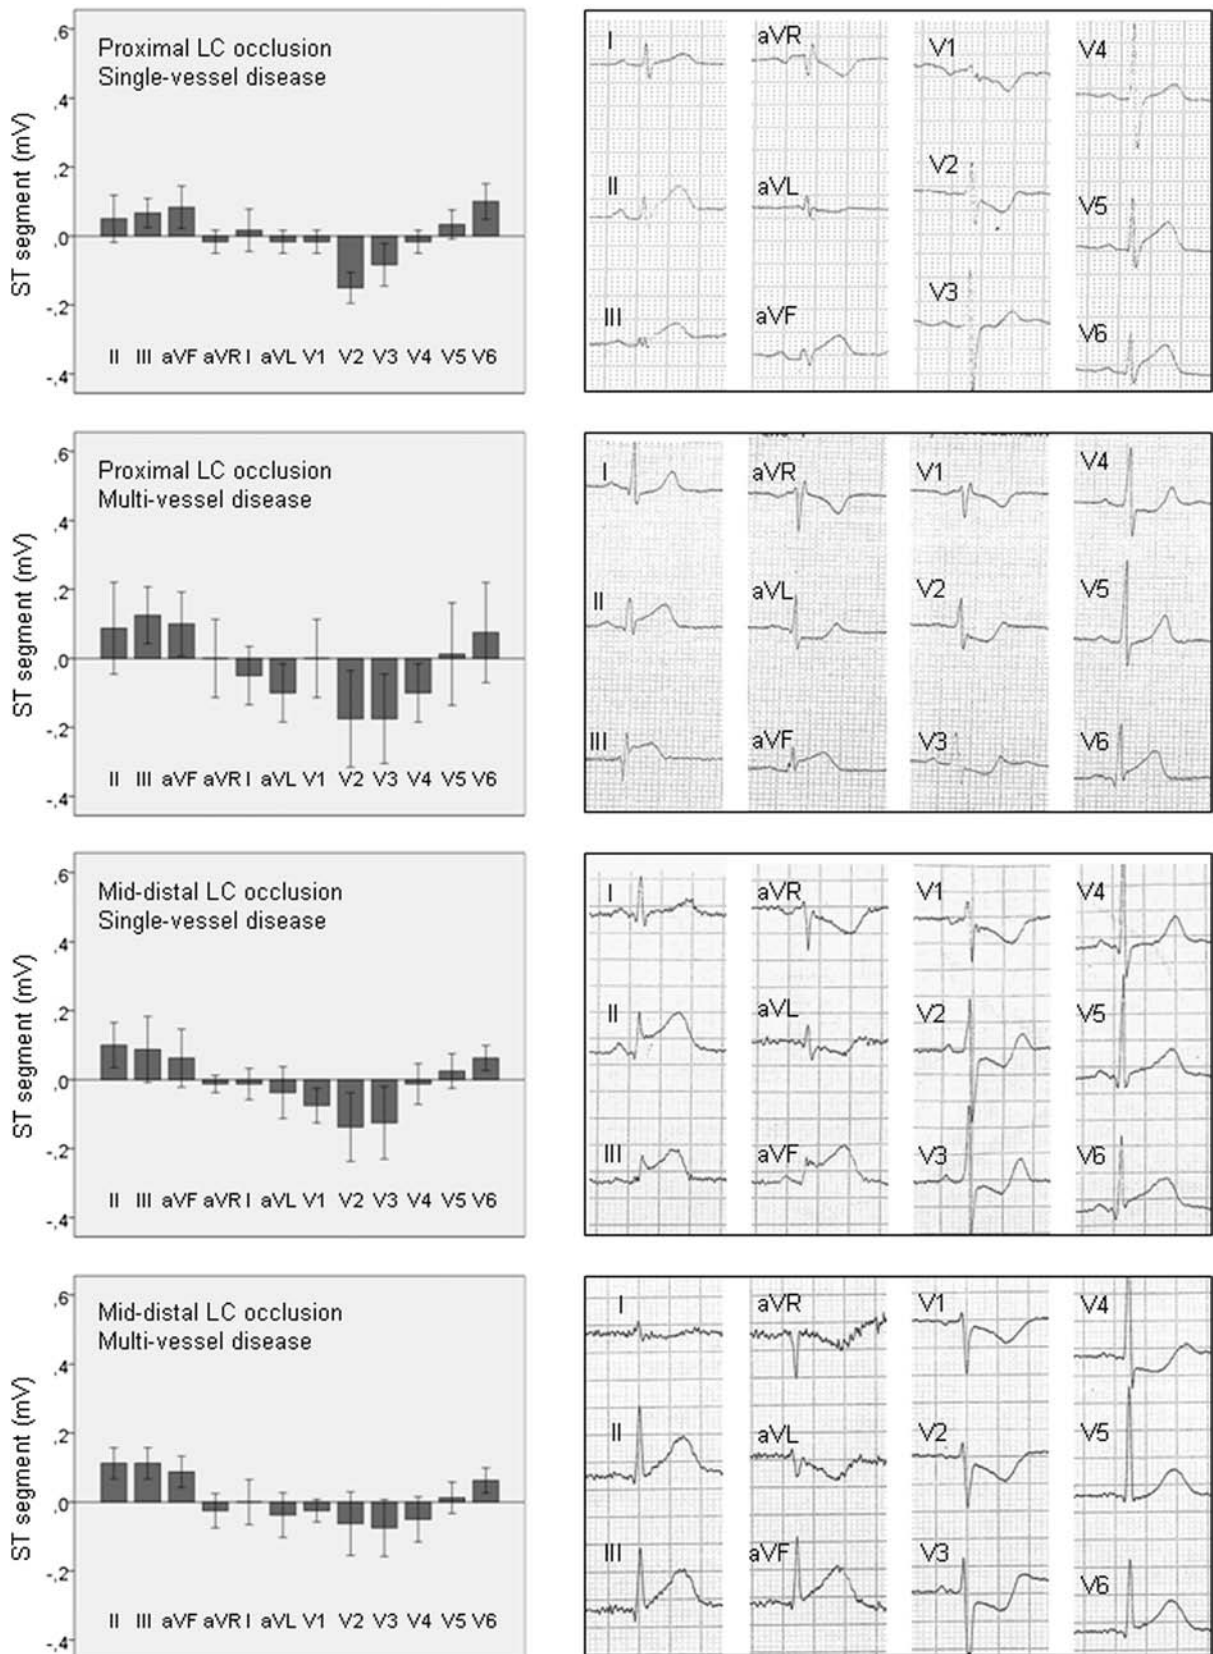 ST segment (mV)
,6
,4
,2
,0
-,2
-,4
Proximal LC occlusion
Single-vessel disease
II III aVF aVR I aVL V1 V2 V3 V4 V5 V6
I aVR V1 V4
II aVL V2 V5
III aVF V3 V6
ST segment (mV)
,6
,4
,2
,0
-,2
-,4
Proximal LC occlusion
Multi-vessel disease
II III aVF aVR I aVL V1 V2 V3 V4 V5 V6
I aVR V1 V4
II aVL V2 V5
III aVF V3 V6
ST segment (mV)
,6
,4
,2
,0
-,2
-,4
Mid-distal LC occlusion
Single-vessel disease
II III aVF aVR I aVL V1 V2 V3 V4 V5 V6
I aVR V1 V4
II aVL V2 V5
III aVF V3 V6
ST segment (mV)
,6
,4
,2
,0
-,2
-,4
Mid-distal LC occlusion
Multi-vessel disease
II III aVF aVR I aVL V1 V2 V3 V4 V5 V6
I aVR V1 V4
II aVL V2 V5
III aVF V3 V6